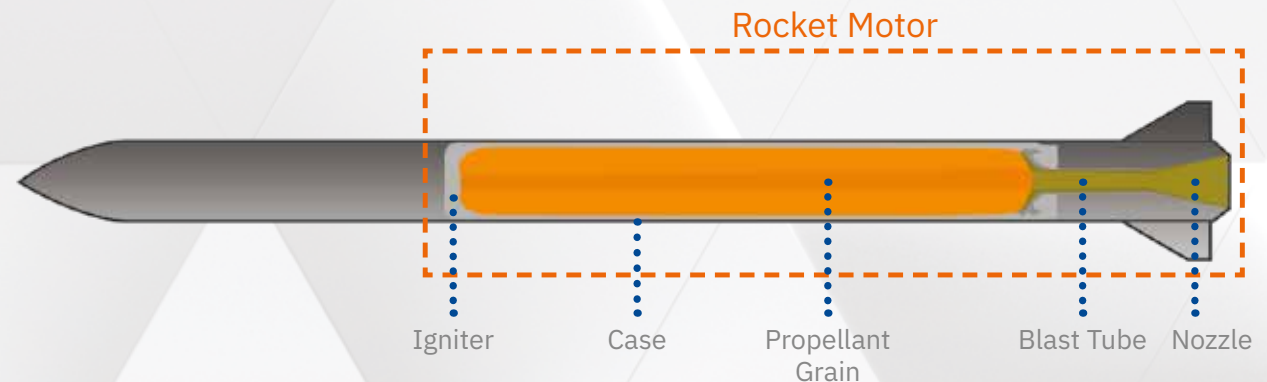 Rocket Motor
Igniter
Case
Propellant
Grain
Blast Tube
Nozzle